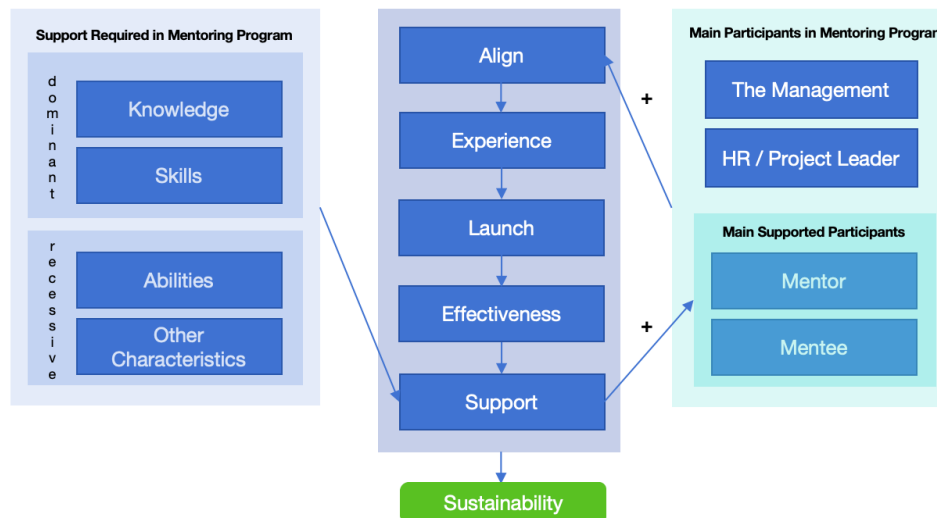 Support Required in Mentoring Program
dominant
Knowledge
Skills
recessive
Abilities
Other
Characteristics
Align
Experience
Launch
Effectiveness
Support
Sustainability
+
+
Main Participants in Mentoring Program
The Management
HR / Project Leader
Main Supported Participants
Mentor
Mentee